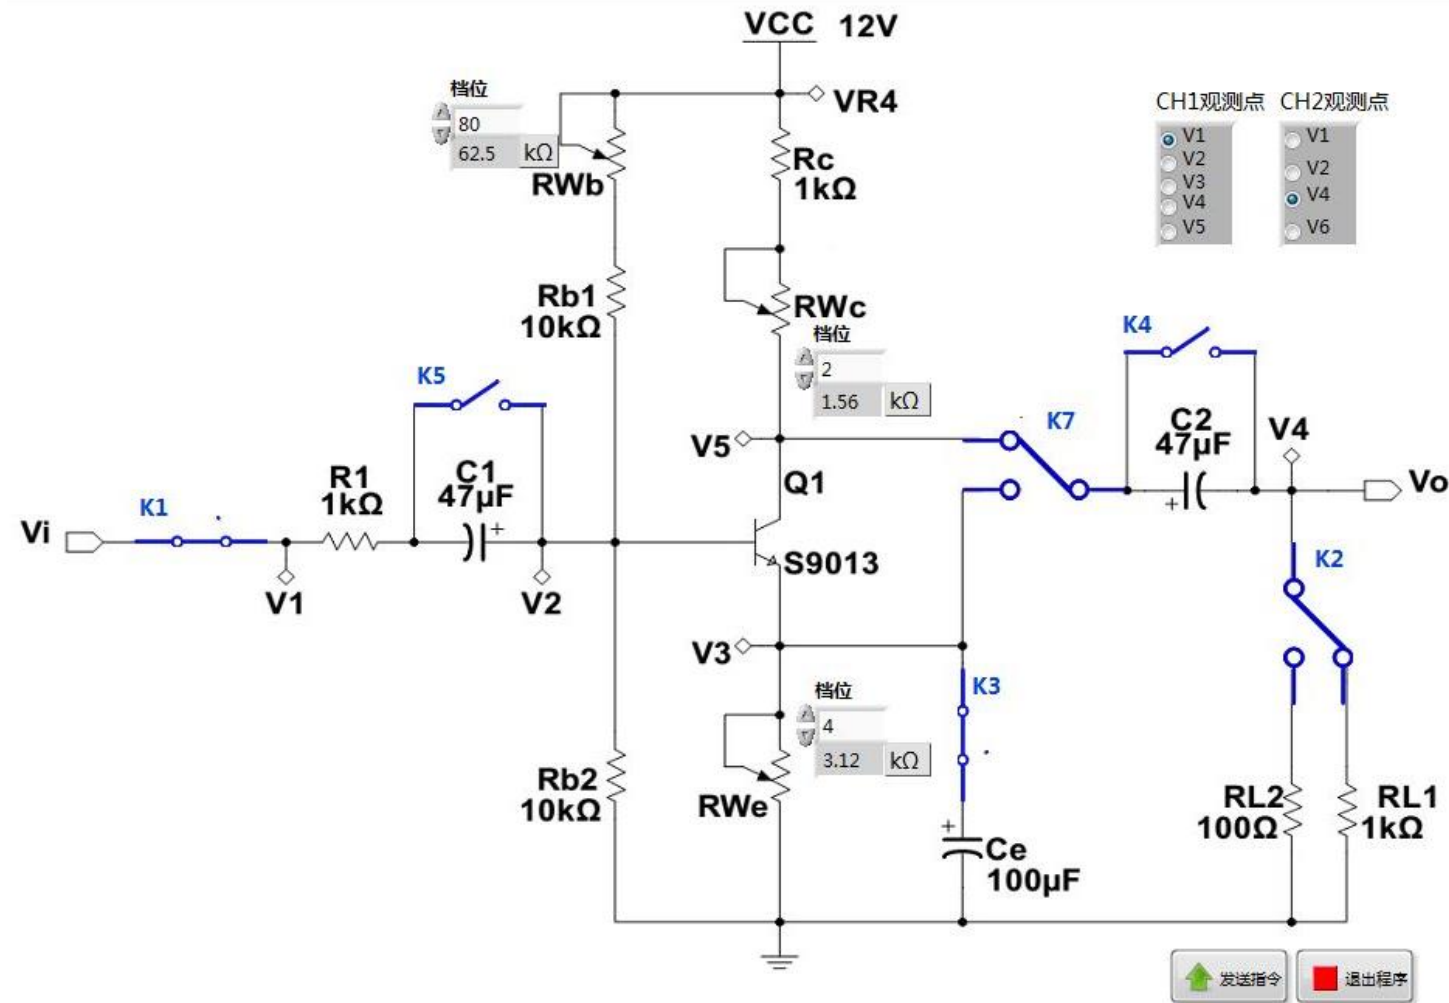 VCC 12V
档位
80
62.5 kΩ
RWb
VR4
CH1观测点
V1
V2
V3
V4
V5
CH2观测点
V1
V2
V4
V6
Rc
1kΩ
Rb1
10kΩ
RWc
档位
2
1.56 kΩ
K4
K5
K7
C2
47μF
V4
V5
Q1
R1
1kΩ
C1
47μF
+
+
Vo
K1
Vi
V1
V2
S9013
K2
V3
K3
档位
4
3.12 kΩ
Rb2
10kΩ
RWe
RL2
100Ω
RL1
1kΩ
+
Ce
100μF
发送指令
退出程序